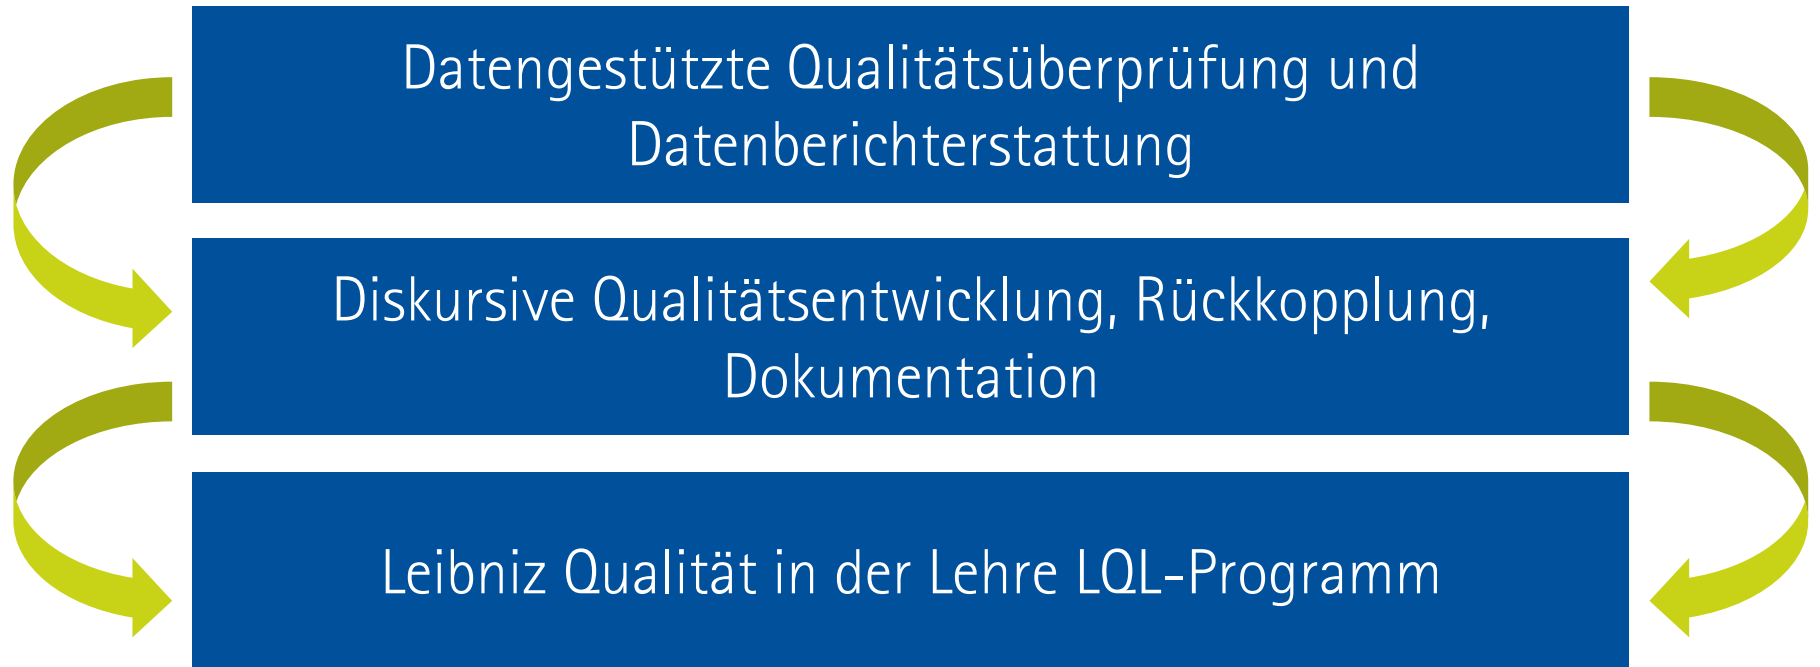 Datengestützte Qualitätsüberprüfung und
Datenberichterstattung
Diskursive Qualitätsentwicklung, Rückkopplung,
Dokumentation
Leibniz Qualität in der Lehre LQL-Programm